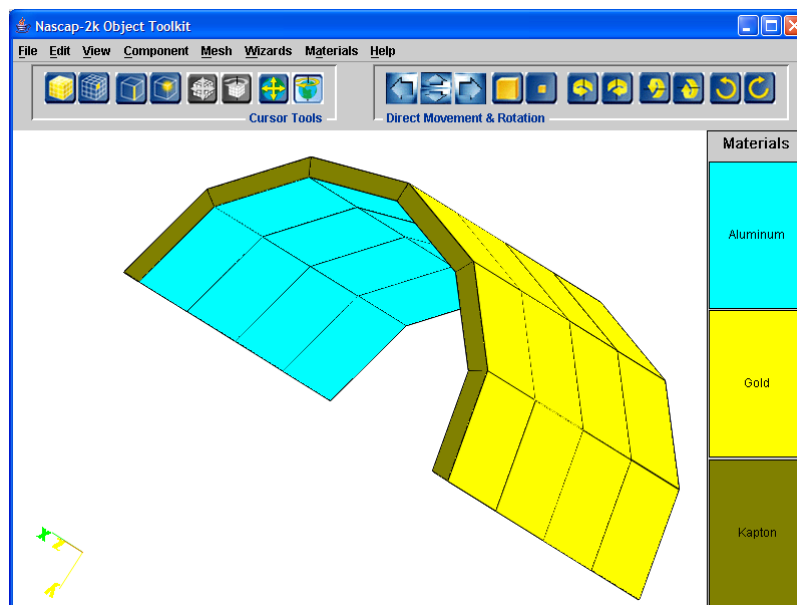 Nascap-2k Object Toolkit
File Edit View Component Mesh Wizards Materials Help
Cursor Tools
Direct Movement & Rotation
Materials
Aluminum
Gold
Kapton
X
Z